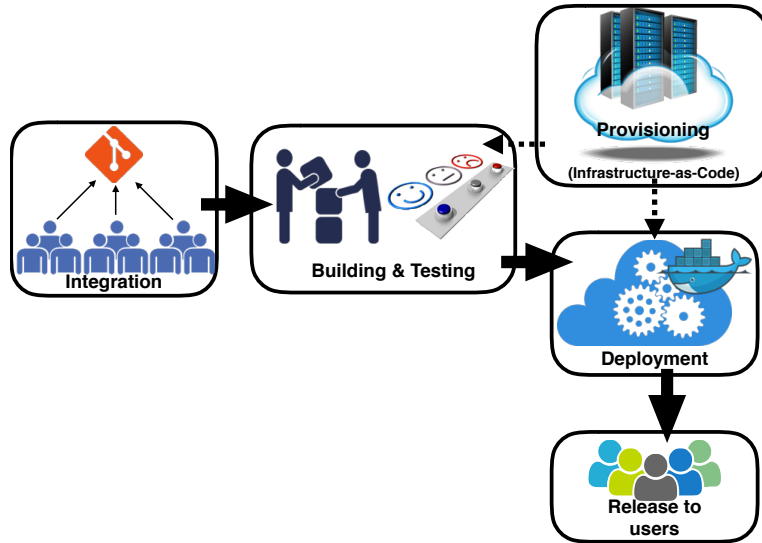 Provisioning
(Infrastructure-as-Code)
Integration
Building & Testing
Deployment
Release to
users